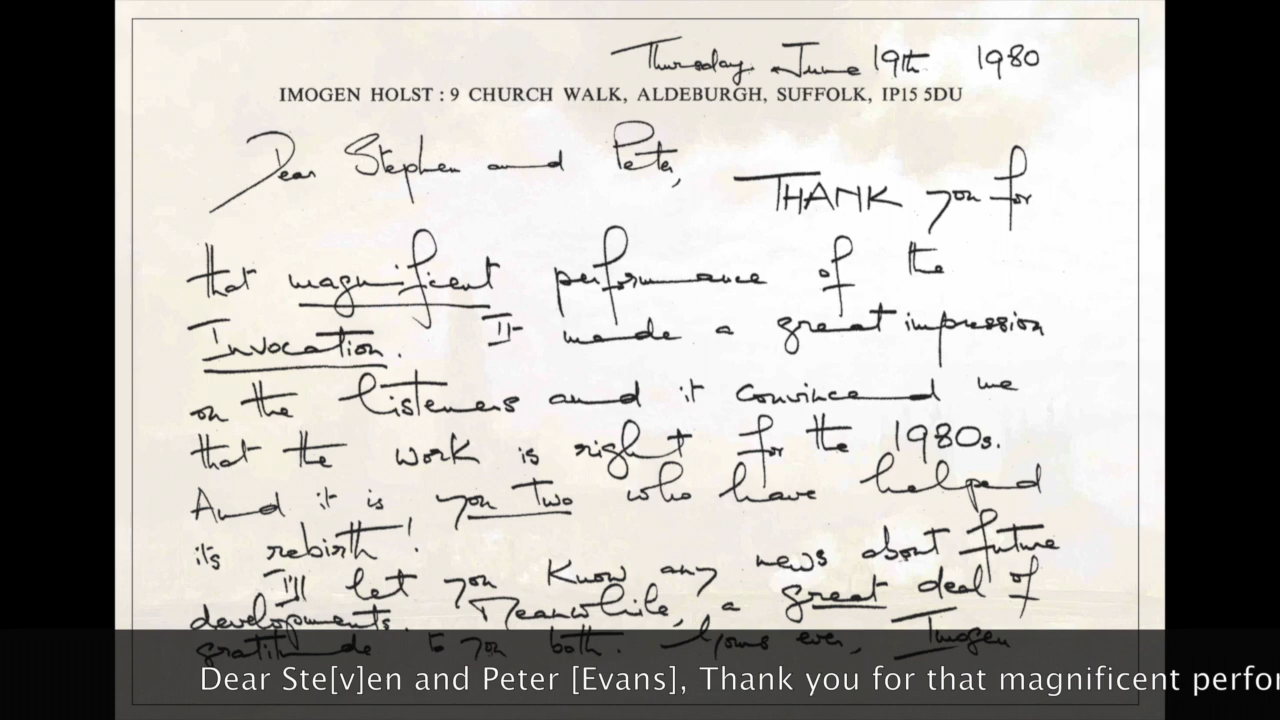 Thursday June 19th 1980
IMOGEN HOLST : 9 CHURCH WALK, ALDEBURGH, SUFFOLK, IP15 5DU
Dear Stephen and Peter,
THANK you for
that magnificent performance of the
Invocation. It made a great impression
on the listeners and it convinced me
that the work is right for the 1980s.
And it is you two who have helped
its rebirth!
I'll let you know any news about future
developments. Meanwhile, a great deal of
gratitude to you both. Yours ever, Imogen
Dear Ste[v]en and Peter [Evans], Thank you for that magnificent perfor